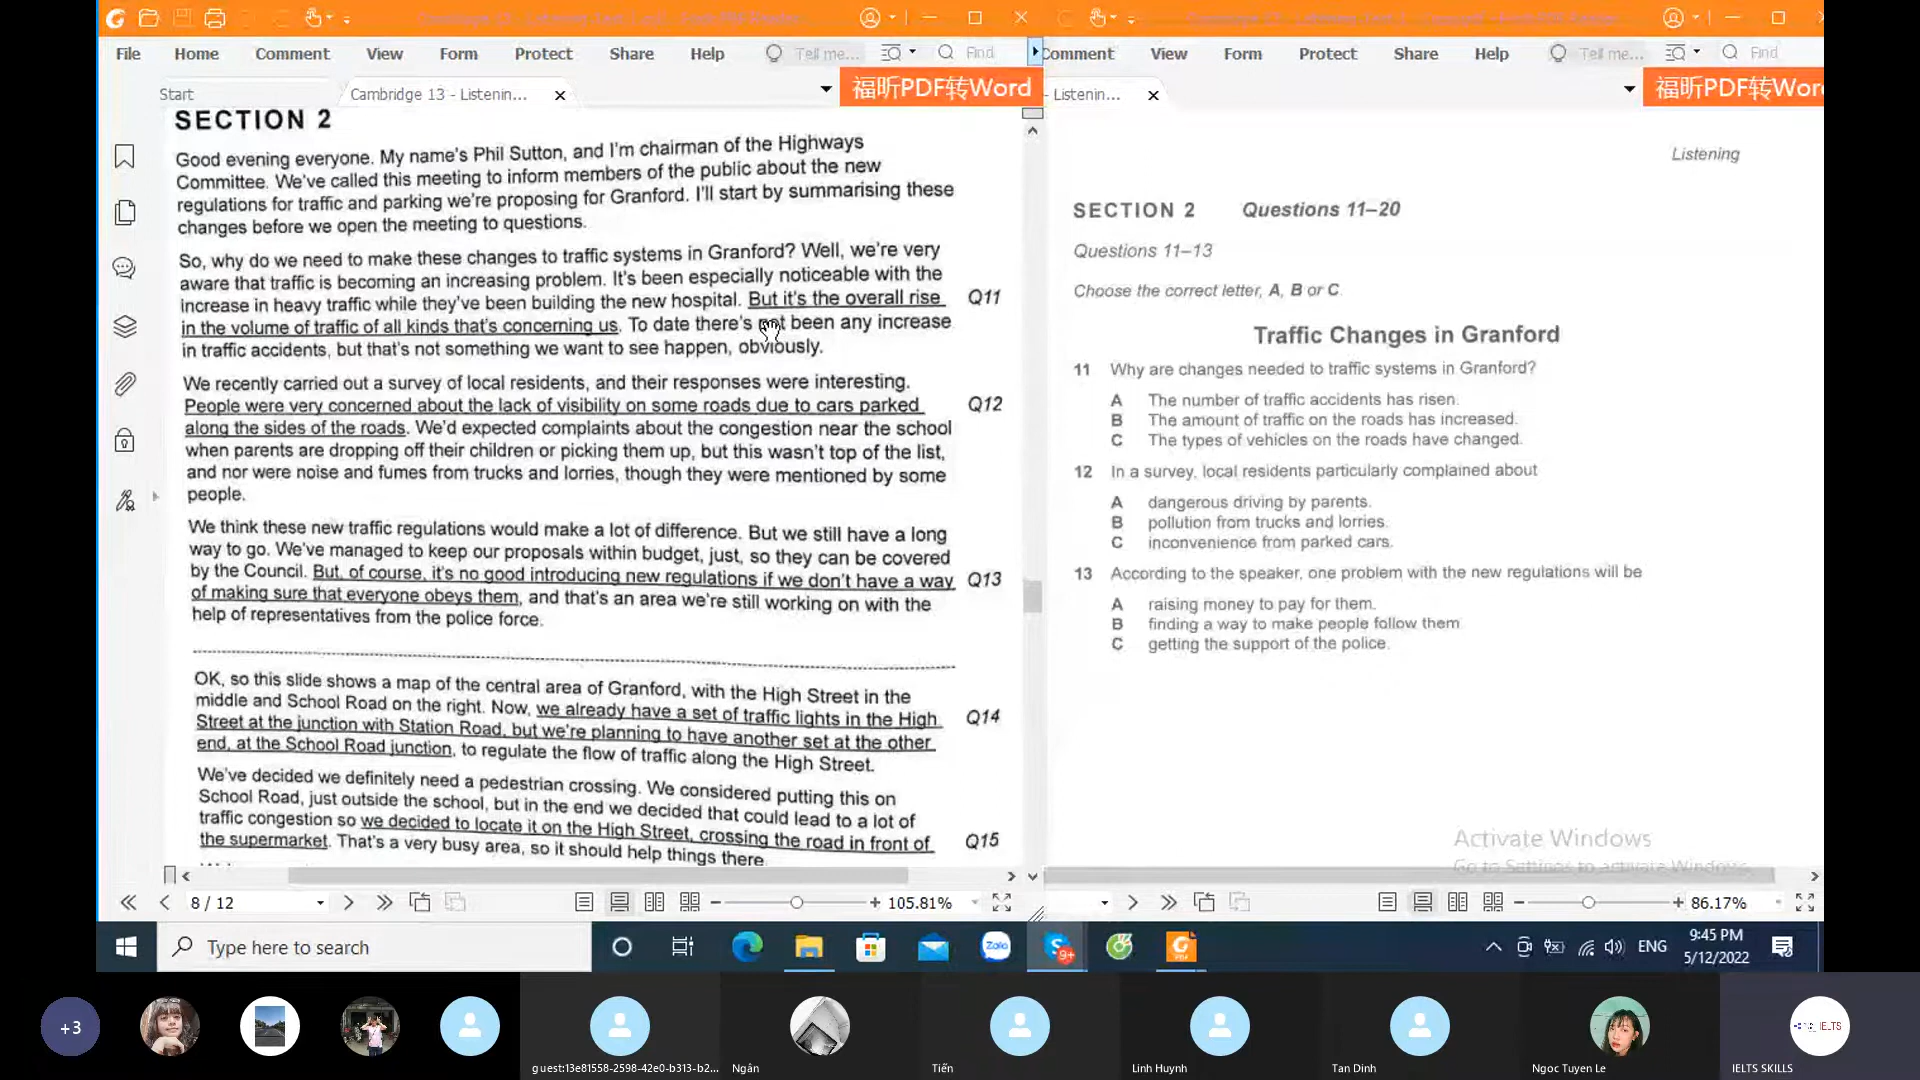 File Home Comment View Form Protect Share Help Tell me... Find
Comment View Form Protect Share Help Tell me... Find
Start
Cambridge 13 - Listenin...
福昕PDF转Word
- Listenin...
福昕PDF转Wor
SECTION 2
Good evening everyone. My name's Phil Sutton, and I'm chairman of the Highways
Committee. We've called this meeting to inform members of the public about the new
regulations for traffic and parking we're proposing for Granford. I'll start by summarising these
changes before we open the meeting to questions.
So, why do we need to make these changes to traffic systems in Granford? Well, we're very
aware that traffic is becoming an increasing problem. It's been especially noticeable with the
increase in heavy traffic while they've been building the new hospital. But it's the overall rise Q11
in the volume of traffic of all kinds that's concerning us. To date there's not been any increase
in traffic accidents, but that's not something we want to see happen, obviously.
We recently carried out a survey of local residents, and their responses were interesting.
People were very concerned about the lack of visibility on some roads due to cars parked Q12
along the sides of the roads. We'd expected complaints about the congestion near the school
when parents are dropping off their children or picking them up, but this wasn't top of the list,
and nor were noise and fumes from trucks and lorries, though they were mentioned by some
people.
We think these new traffic regulations would make a lot of difference. But we still have a long
way to go. We've managed to keep our proposals within budget, just, so they can be covered
by the Council. But, of course, it's no good introducing new regulations if we don't have a way Q13
of making sure that everyone obeys them, and that's an area we're still working on with the
help of representatives from the police force.
OK, so this slide shows a map of the central area of Granford, with the High Street in the
middle and School Road on the right. Now, we already have a set of traffic lights in the High Q14
Street at the junction with Station Road, but we're planning to have another set at the other
end, at the School Road junction, to regulate the flow of traffic along the High Street.
We've decided we definitely need a pedestrian crossing. We considered putting this on
School Road, just outside the school, but in the end we decided that could lead to a lot of
traffic congestion so we decided to locate it on the High Street, crossing the road in front of Q15
the supermarket. That's a very busy area, so it should help things there.
Listening
SECTION 2 Questions 11–20
Questions 11–13
Choose the correct letter, A, B or C.
Traffic Changes in Granford
11 Why are changes needed to traffic systems in Granford?
A The number of traffic accidents has risen.
B The amount of traffic on the roads has increased.
C The types of vehicles on the roads have changed.
12 In a survey, local residents particularly complained about
A dangerous driving by parents.
B pollution from trucks and lorries.
C inconvenience from parked cars.
13 According to the speaker, one problem with the new regulations will be
A raising money to pay for them.
B finding a way to make people follow them
C getting the support of the police.
Activate Windows
Go to Settings to activate Windows.
8 / 12
105.81%
86.17%
Type here to search
Zalo
9+
ENG
9:45 PM
5/12/2022
+3
guest:13e81558-2598-42e0-b313-b2...
Ngân
Tiến
Linh Huynh
Tan Dinh
Ngoc Tuyen Le
IELTS SKILLS